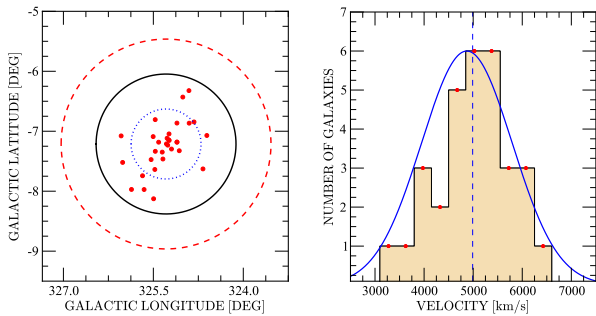 -5
-6
-7
-8
-9
GALACTIC LATITUDE [DEG]
327.0 325.5 324.0
GALACTIC LONGITUDE [DEG]
7
6
5
4
3
2
1
NUMBER OF GALAXIES
3000 4000 5000 6000 7000
VELOCITY [km/s]